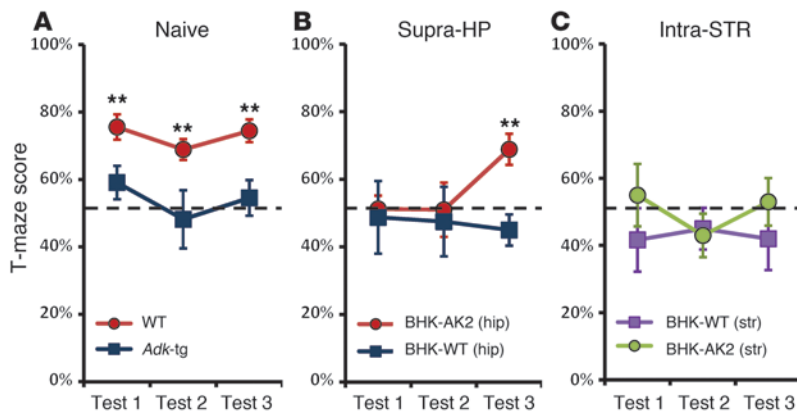 A Naive
100%
80%
60%
40%
20%
0%
T-maze score
** ** **
WT
Adk-tg
Test 1 Test 2 Test 3
B Supra-HP
100%
80%
60%
40%
20%
0%
**
BHK-AK2 (hip)
BHK-WT (hip)
Test 1 Test 2 Test 3
C Intra-STR
100%
80%
60%
40%
20%
0%
BHK-WT (str)
BHK-AK2 (str)
Test 1 Test 2 Test 3